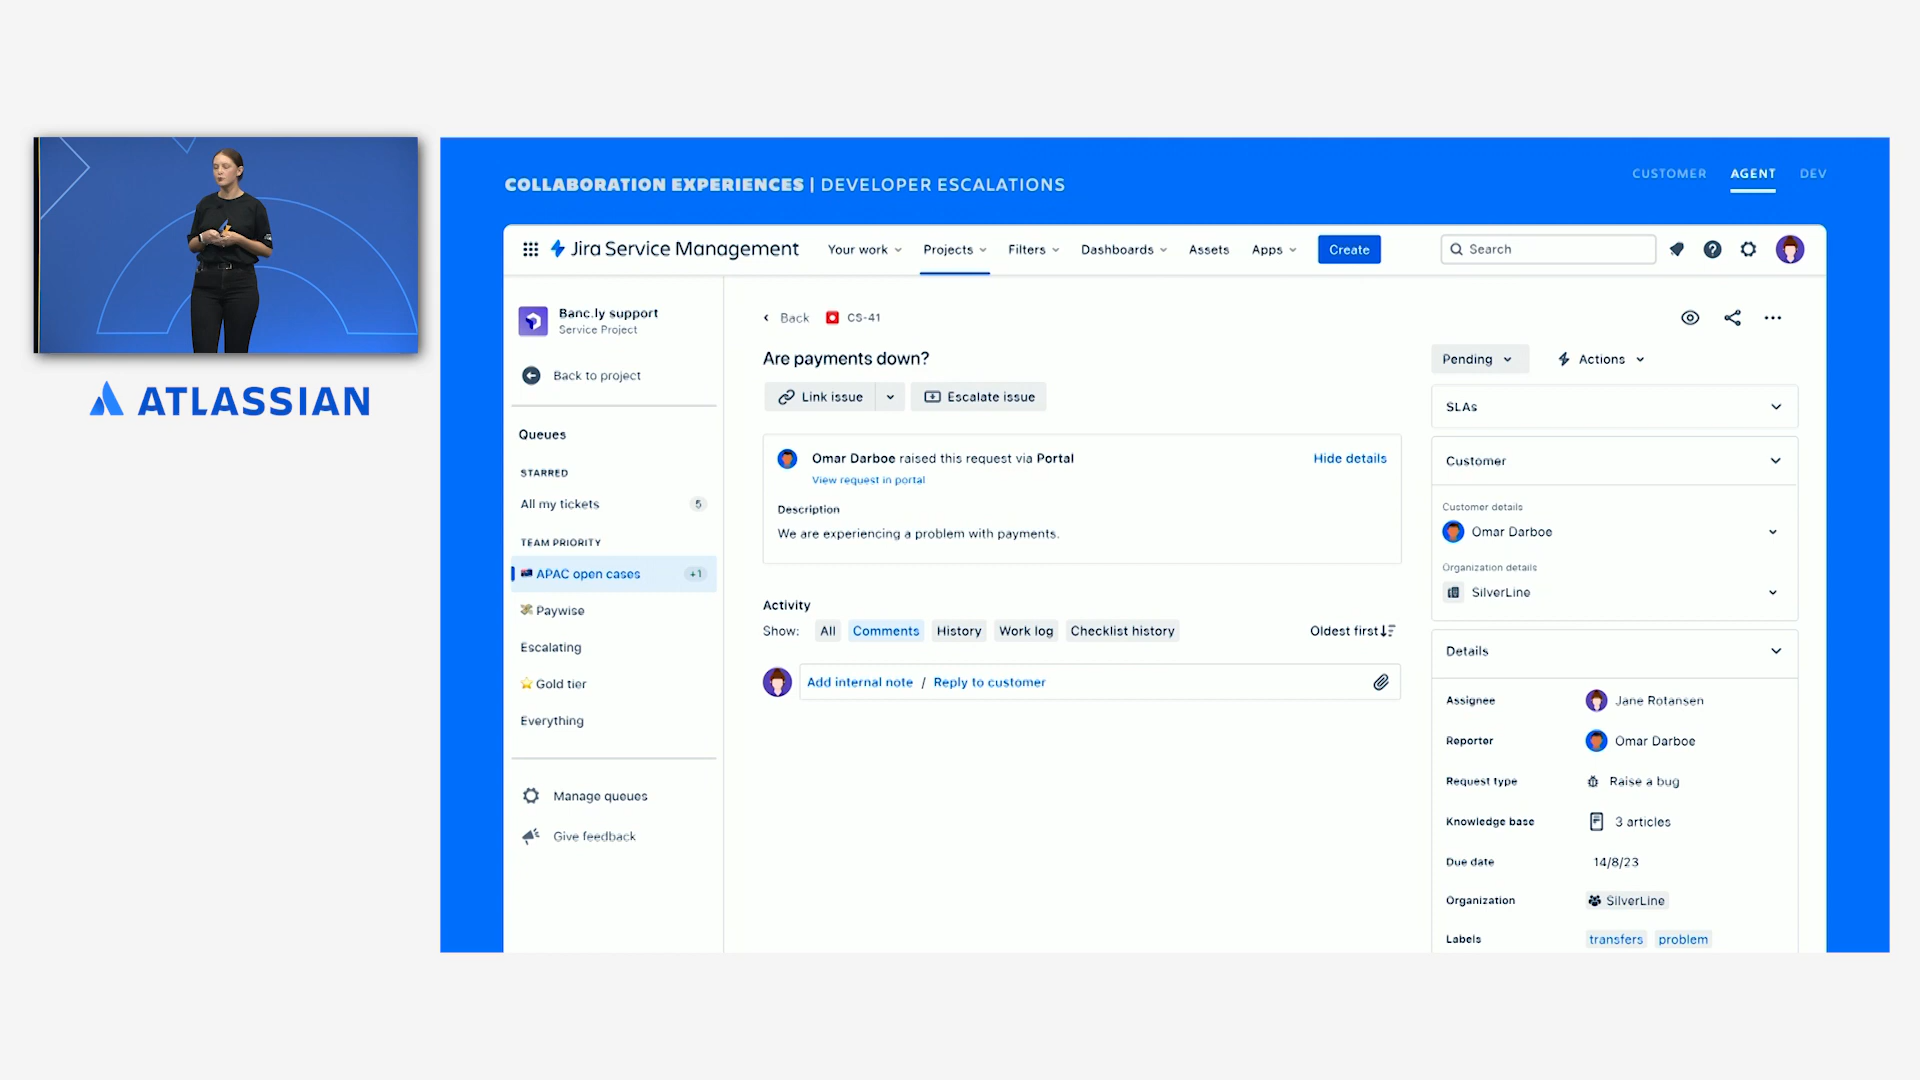 ATLASSIAN
COLLABORATION EXPERIENCES | DEVELOPER ESCALATIONS
CUSTOMER AGENT DEV
Jira Service Management Your work Projects Filters Dashboards Assets Apps Create Search
Banc.ly support
Service Project
Back to project
Queues
STARRED
All my tickets 5
TEAM PRIORITY
APAC open cases +1
Paywise
Escalating
Gold tier
Everything
Manage queues
Give feedback
Back CS-41
Are payments down?
Link issue Escalate issue
Omar Darboe raised this request via Portal Hide details
View request in portal
Description
We are experiencing a problem with payments.
Activity
Show: All Comments History Work log Checklist history Oldest first
Add internal note / Reply to customer
Pending Actions
SLAs
Customer
Customer details
Omar Darboe
Organization details
SilverLine
Details
Assignee Jane Rotansen
Reporter Omar Darboe
Request type Raise a bug
Knowledge base 3 articles
Due date 14/8/23
Organization SilverLine
Labels transfers problem